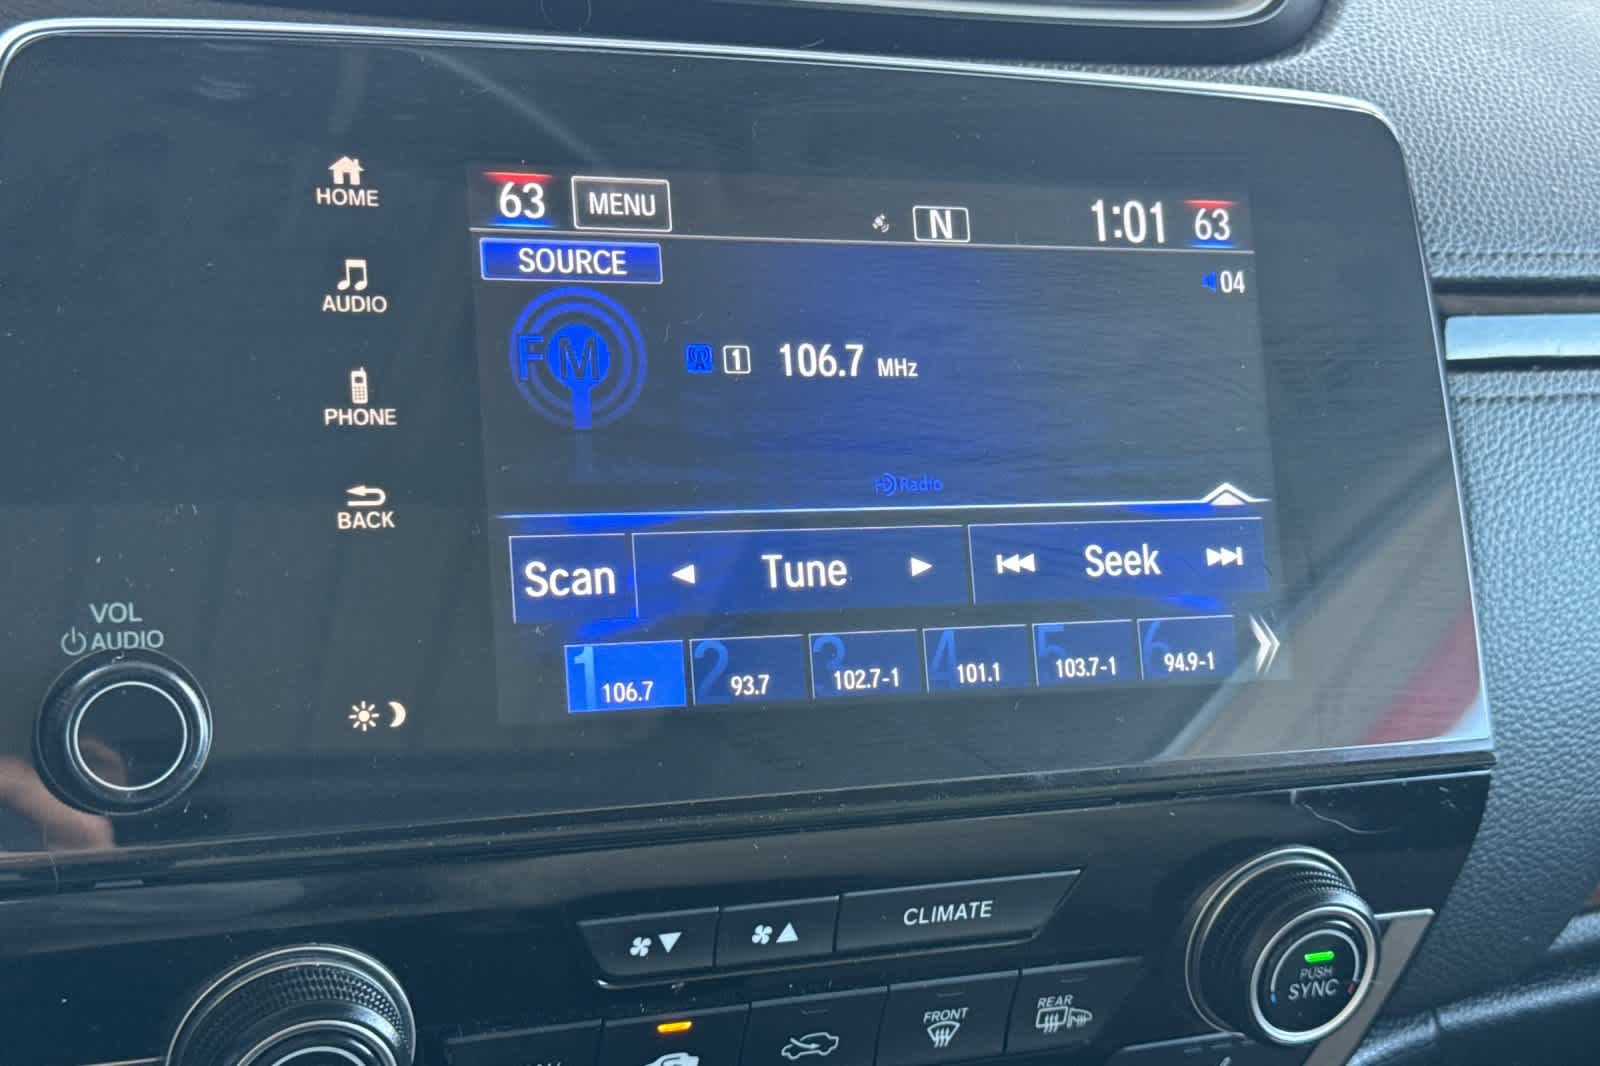 HOME
AUDIO
PHONE
BACK
VOL
AUDIO
63 MENU N 1:01 63
SOURCE
04
FM
1 106.7 MHz
HD Radio
Scan Tune Seek
1 106.7 2 93.7 3 102.7-1 4 101.1 5 103.7-1 6 94.9-1
CLIMATE
PUSH
SYNC
FRONT
REAR